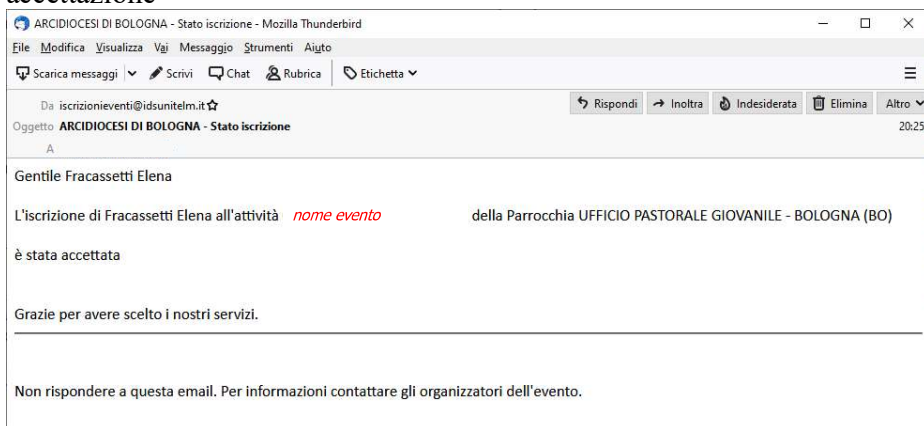 accettazione
ARCIDIOCESI DI BOLOGNA - Stato iscrizione - Mozilla Thunderbird
File Modifica Visualizza Vai Messaggio Strumenti Aiuto
Scarica messaggi Scrivi Chat Rubrica Etichetta
Da iscrizionieventi@idsunitelm.it Rispondi Inoltra Indesiderata Elimina Altro
Oggetto ARCIDIOCESI DI BOLOGNA - Stato iscrizione 20:25
A
Gentile Fracassetti Elena
L'iscrizione di Fracassetti Elena all'attività nome evento della Parrocchia UFFICIO PASTORALE GIOVANILE - BOLOGNA (BO)
è stata accettata
Grazie per avere scelto i nostri servizi.
Non rispondere a questa email. Per informazioni contattare gli organizzatori dell'evento.